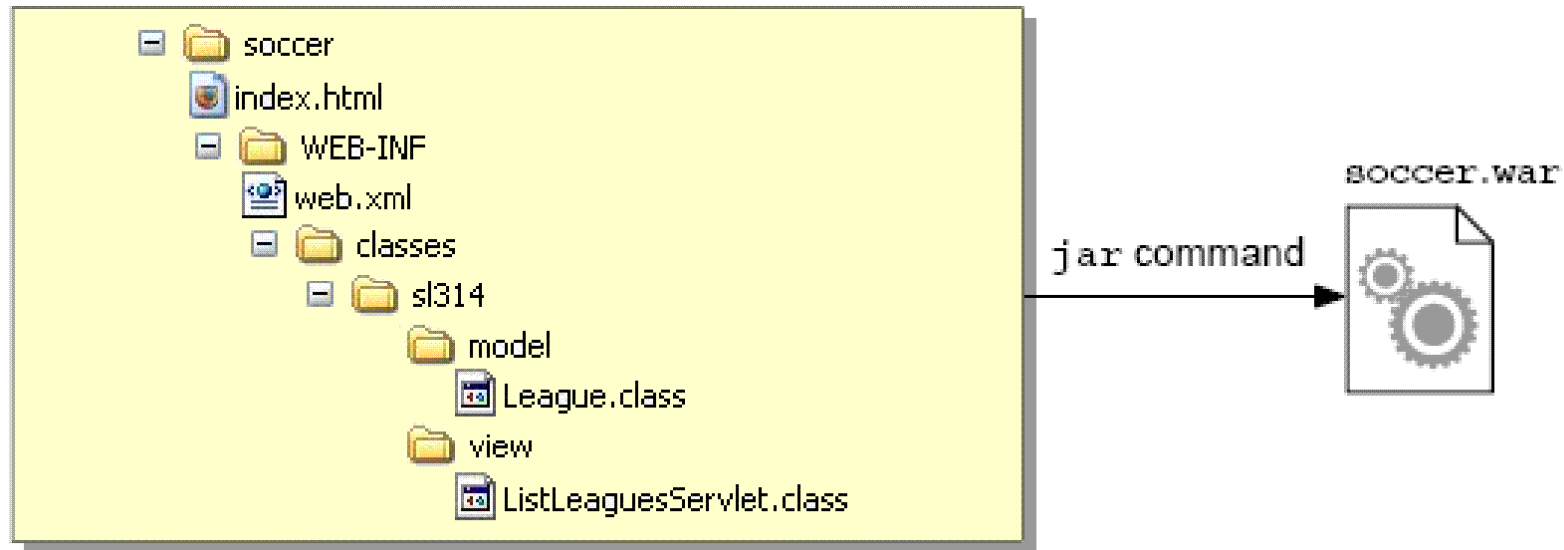 soccer
index.html
WEB-INF
web.xml
classes
sl314
model
League.class
view
ListLeaguesServlet.class
jar command
soccer.war